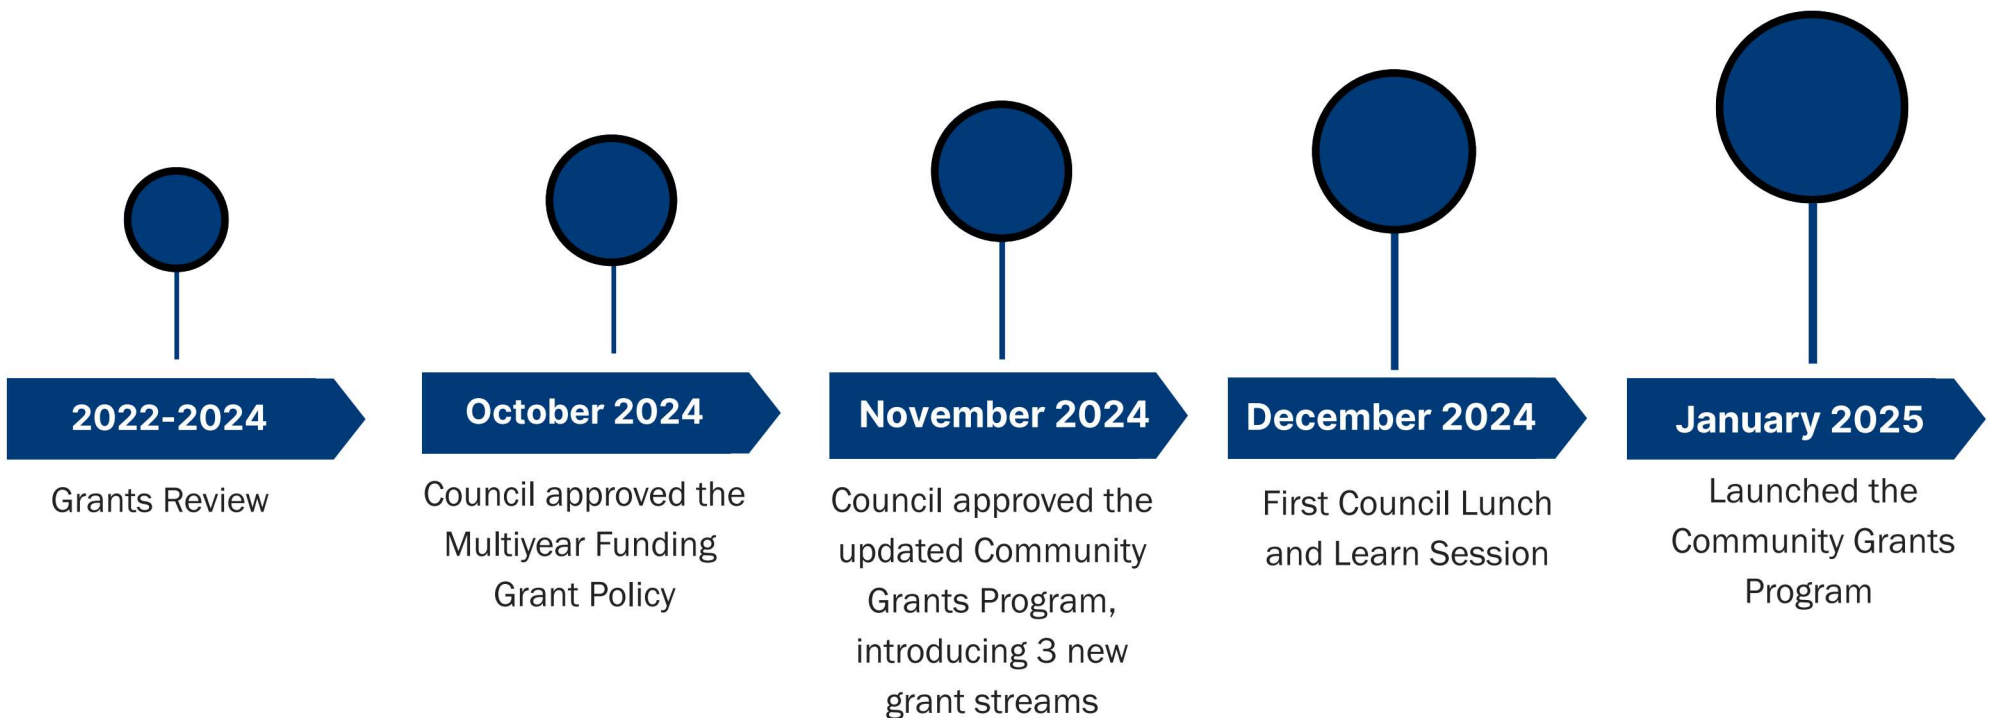 2022-2024
Grants Review
October 2024
Council approved the
Multiyear Funding
Grant Policy
November 2024
Council approved the
updated Community
Grants Program,
introducing 3 new
grant streams
December 2024
First Council Lunch
and Learn Session
January 2025
Launched the
Community Grants
Program